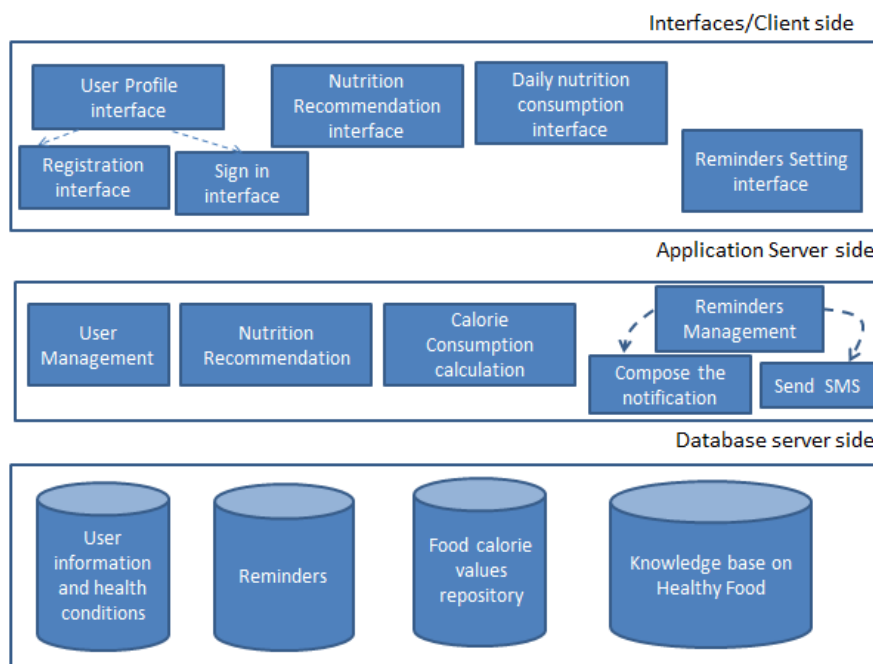 Interfaces/Client side
User Profile
interface
Nutrition
Recommendation
interface
Daily nutrition
consumption
interface
Registration
interface
Sign in
interface
Reminders Setting
interface
Application Server side
User
Management
Nutrition
Recommendation
Calorie
Consumption
calculation
Reminders
Management
Compose the
notification
Send SMS
Database server side
User
information
and health
conditions
Reminders
Food calorie
values
repository
Knowledge base on
Healthy Food